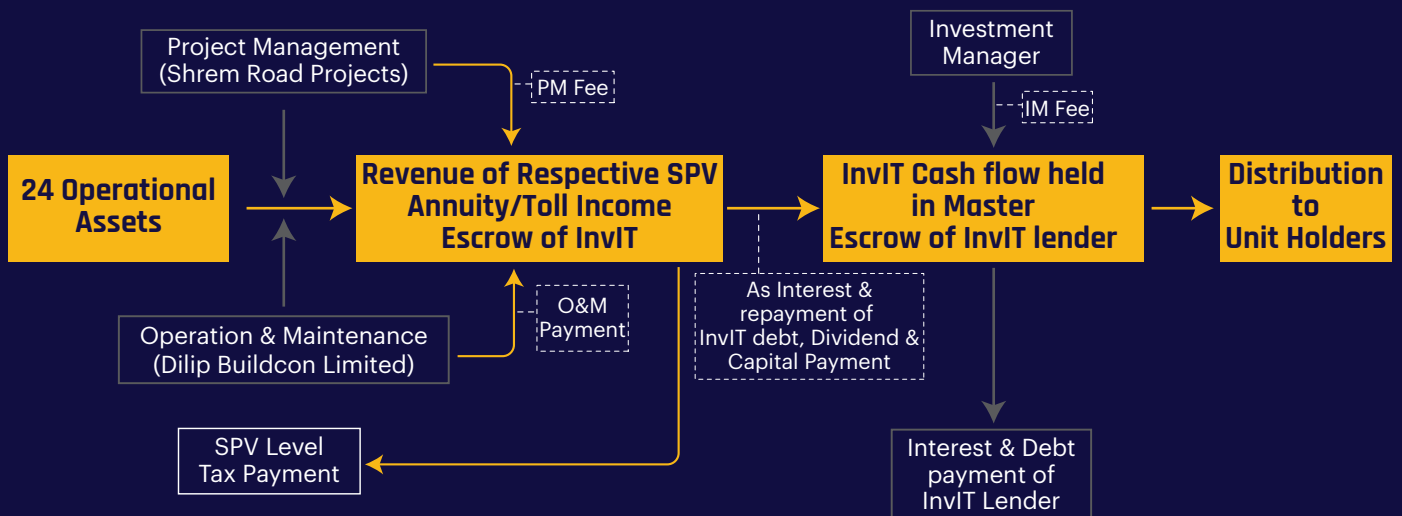 Project Management
(Shrem Road Projects)
PM Fee
Investment
Manager
IM Fee
24 Operational
Assets
Revenue of Respective SPV
Annuity/Toll Income
Escrow of InvIT
InvIT Cash flow held
in Master
Escrow of InvIT lender
Distribution
to
Unit Holders
Operation & Maintenance
(Dilip Buildcon Limited)
O&M
Payment
As Interest &
repayment of
InvIT debt, Dividend &
Capital Payment
SPV Level
Tax Payment
Interest & Debt
payment of
InvIT Lender